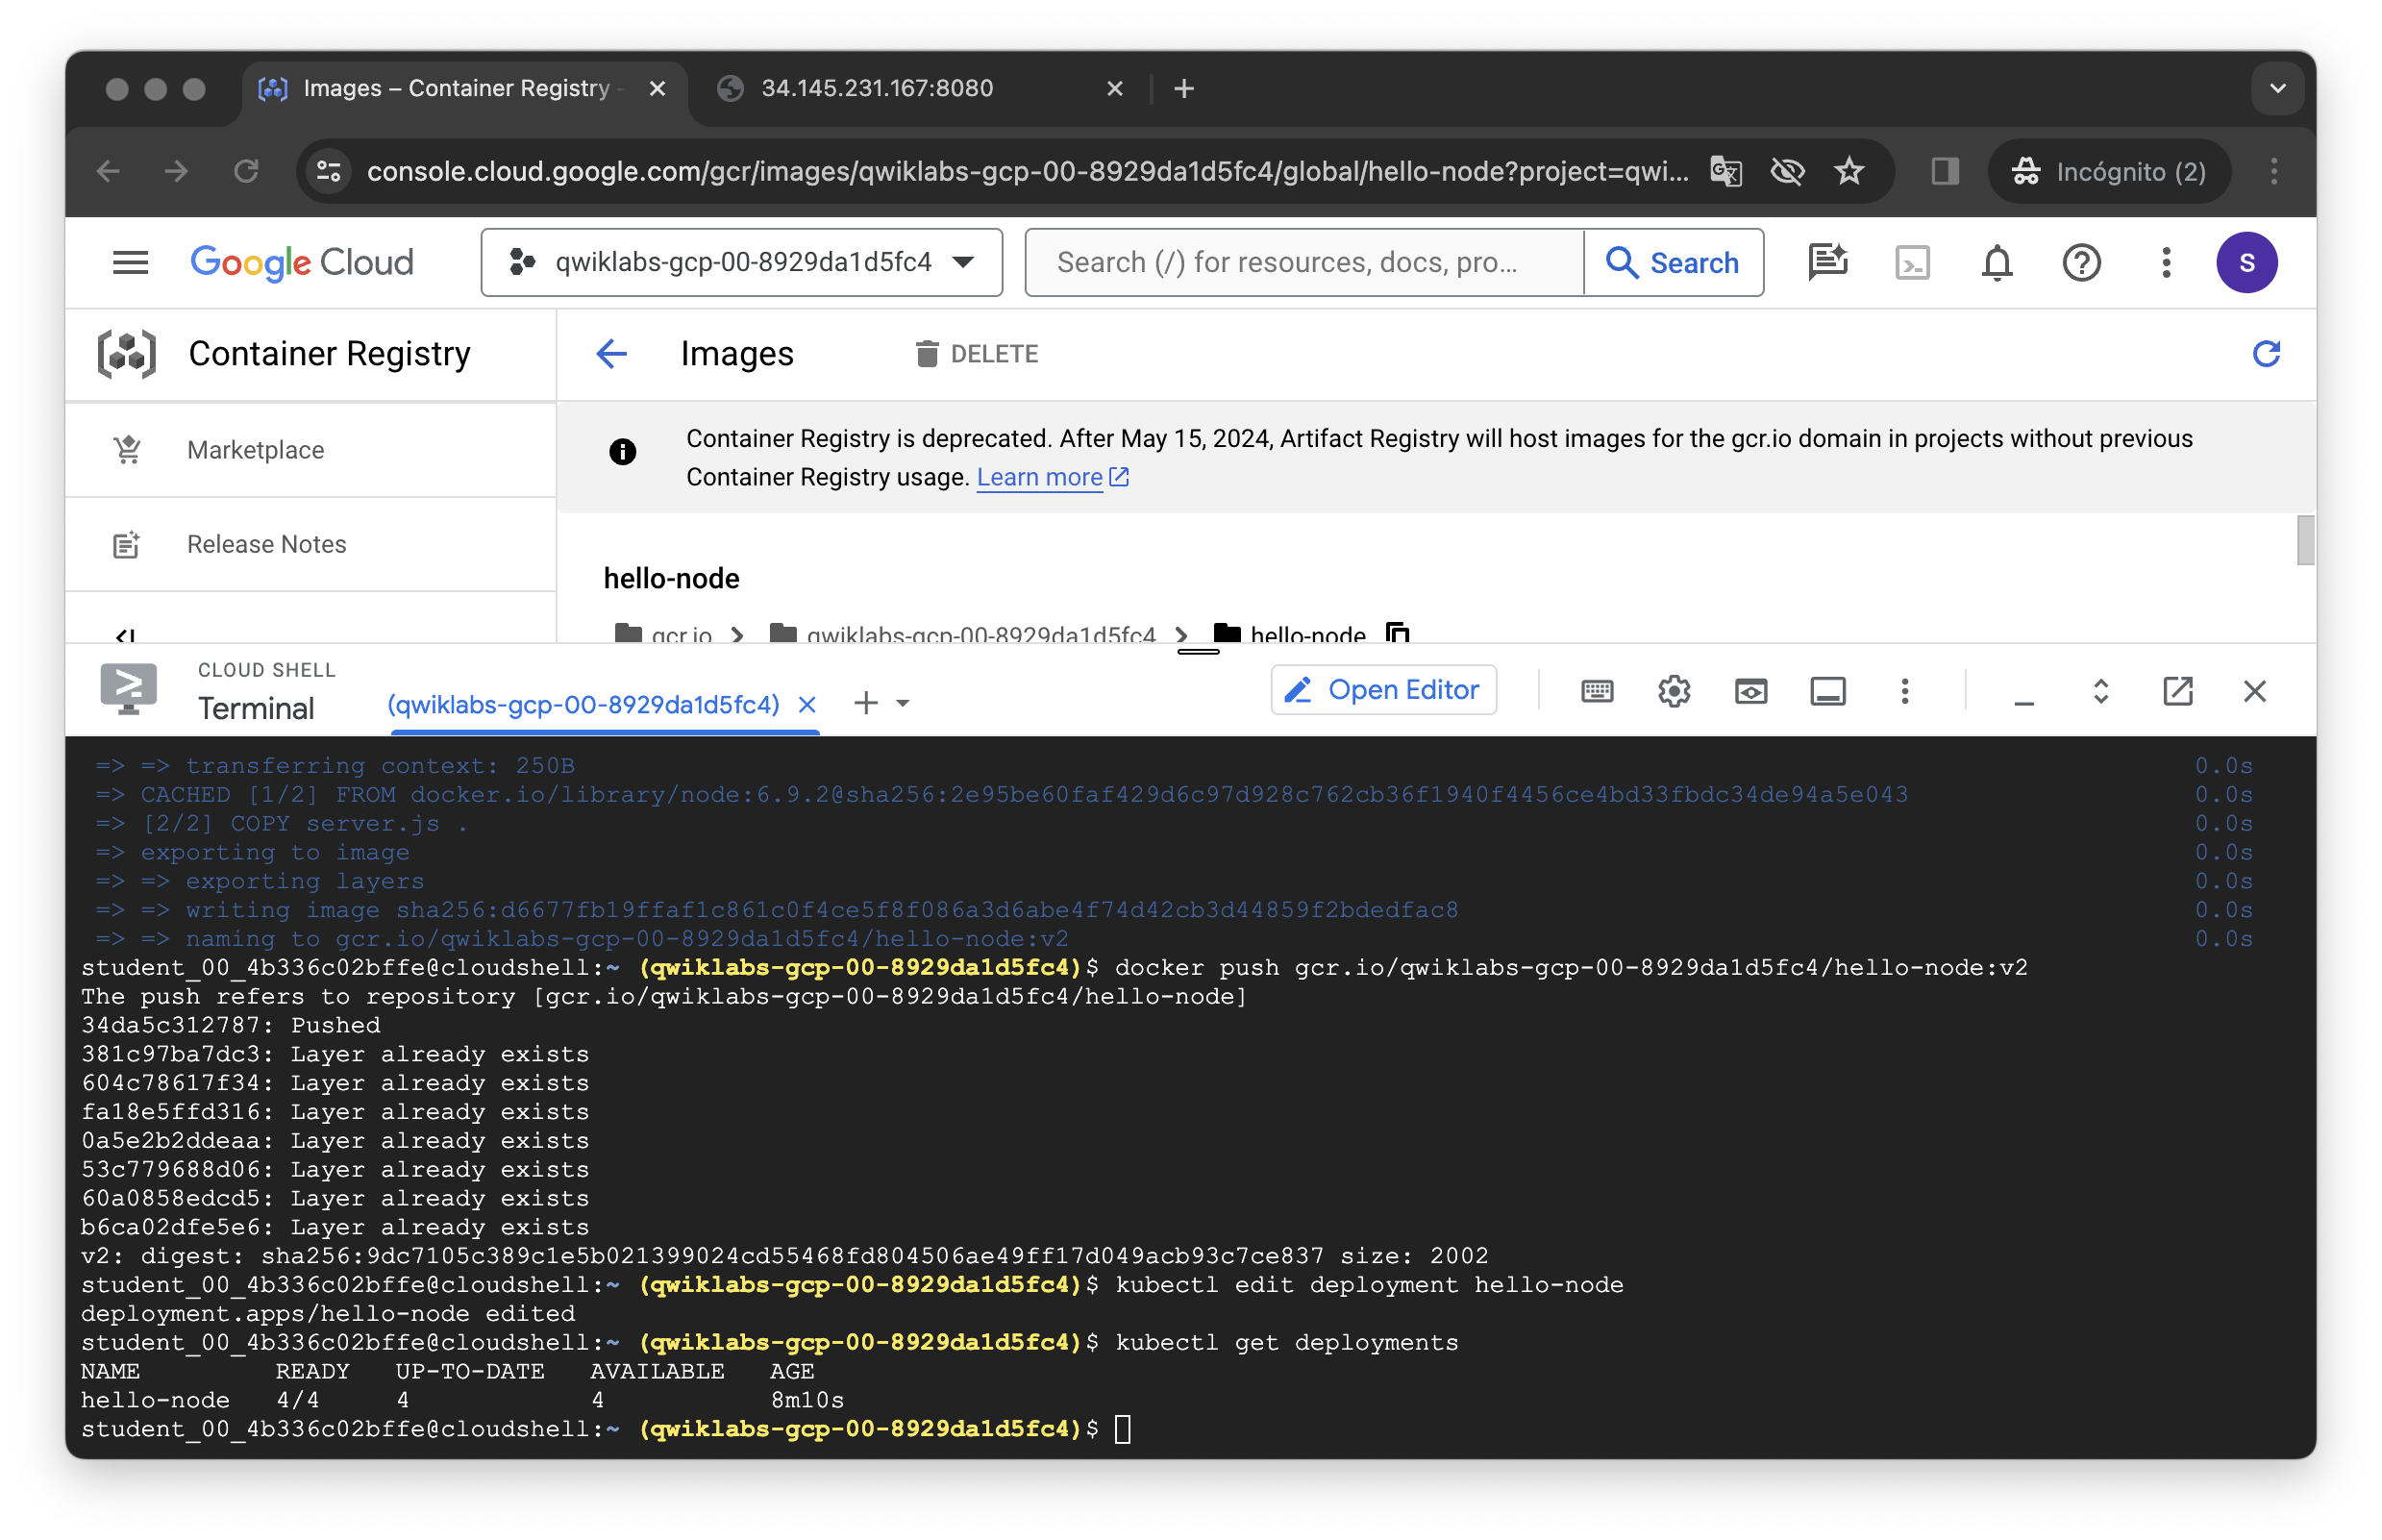 Images – Container Registry -
34.145.231.167:8080
console.cloud.google.com/gcr/images/qwiklabs-gcp-00-8929da1d5fc4/global/hello-node?project=qwi...
Incógnito (2)
Google Cloud
qwiklabs-gcp-00-8929da1d5fc4
Search (/) for resources, docs, pro...
Search
S
Container Registry
Images
DELETE
Marketplace
Container Registry is deprecated. After May 15, 2024, Artifact Registry will host images for the gcr.io domain in projects without previous
Container Registry usage. Learn more
Release Notes
hello-node
gcr.io
qwiklabs-gcp-00-8929da1d5fc4
hello-node
CLOUD SHELL
Terminal
(qwiklabs-gcp-00-8929da1d5fc4)
Open Editor
=> => transferring context: 250B 0.0s
=> CACHED [1/2] FROM docker.io/library/node:6.9.2@sha256:2e95be60faf429d6c97d928c762cb36f1940f4456ce4bd33fbdc34de94a5e043 0.0s
=> [2/2] COPY server.js . 0.0s
=> exporting to image 0.0s
=> => exporting layers 0.0s
=> => writing image sha256:d6677fb19ffaf1c861c0f4ce5f8f086a3d6abe4f74d42cb3d44859f2bdedfac8 0.0s
=> => naming to gcr.io/qwiklabs-gcp-00-8929da1d5fc4/hello-node:v2 0.0s
student_00_4b336c02bffe@cloudshell:~ (qwiklabs-gcp-00-8929da1d5fc4)$ docker push gcr.io/qwiklabs-gcp-00-8929da1d5fc4/hello-node:v2
The push refers to repository [gcr.io/qwiklabs-gcp-00-8929da1d5fc4/hello-node]
34da5c312787: Pushed
381c97ba7dc3: Layer already exists
604c78617f34: Layer already exists
fa18e5ffd316: Layer already exists
0a5e2b2ddeaa: Layer already exists
53c779688d06: Layer already exists
60a0858edcd5: Layer already exists
b6ca02dfe5e6: Layer already exists
v2: digest: sha256:9dc7105c389c1e5b021399024cd55468fd804506ae49ff17d049acb93c7ce837 size: 2002
student_00_4b336c02bffe@cloudshell:~ (qwiklabs-gcp-00-8929da1d5fc4)$ kubectl edit deployment hello-node
deployment.apps/hello-node edited
student_00_4b336c02bffe@cloudshell:~ (qwiklabs-gcp-00-8929da1d5fc4)$ kubectl get deployments
NAME READY UP-TO-DATE AVAILABLE AGE
hello-node 4/4 4 4 8m10s
student_00_4b336c02bffe@cloudshell:~ (qwiklabs-gcp-00-8929da1d5fc4)$